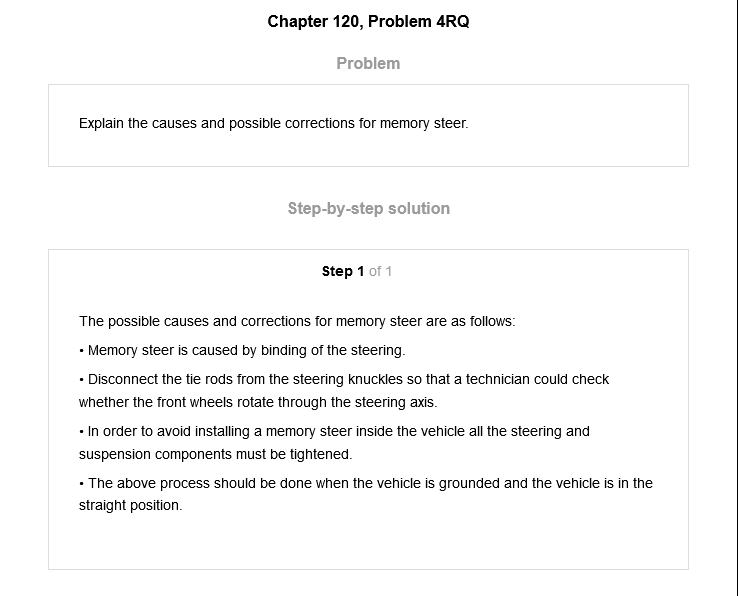 Chapter 120, Problem 4RQ
Problem
Explain the causes and possible corrections for memory steer.
Step-by-step solution
Step 1 of 1
The possible causes and corrections for memory steer are as follows:
• Memory steer is caused by binding of the steering.
• Disconnect the tie rods from the steering knuckles so that a technician could check
whether the front wheels rotate through the steering axis.
• In order to avoid installing a memory steer inside the vehicle all the steering and
suspension components must be tightened.
• The above process should be done when the vehicle is grounded and the vehicle is in the
straight position.